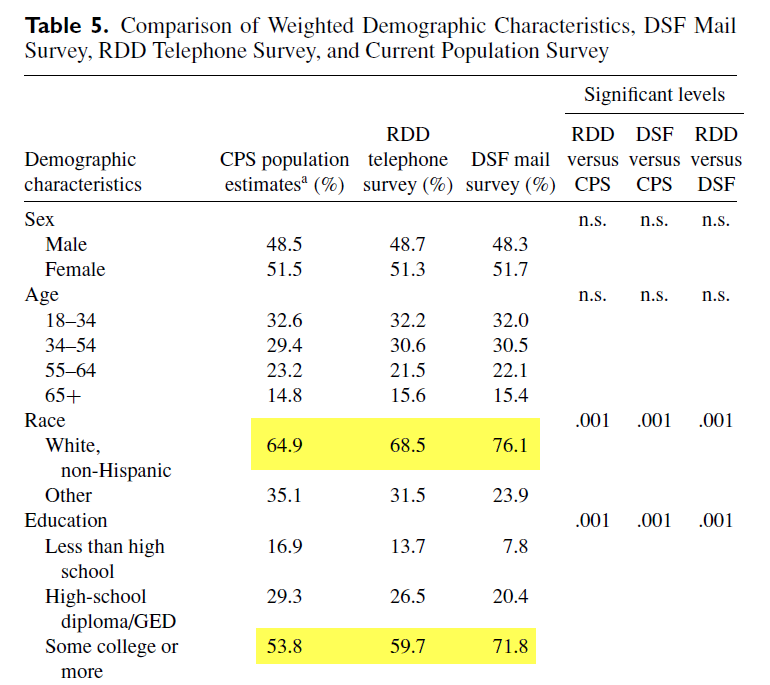 Table 5. Comparison of Weighted Demographic Characteristics, DSF Mail
Survey, RDD Telephone Survey, and Current Population Survey
Significant levels
RDD RDD DSF RDD
Demographic CPS population telephone DSF mail versus versus versus
characteristics estimatesᵃ (%) survey (%) survey (%) CPS CPS DSF
Sex n.s. n.s. n.s.
Male 48.5 48.7 48.3
Female 51.5 51.3 51.7
Age n.s. n.s. n.s.
18–34 32.6 32.2 32.0
34–54 29.4 30.6 30.5
55–64 23.2 21.5 22.1
65+ 14.8 15.6 15.4
Race .001 .001 .001
White, 64.9 68.5 76.1
non-Hispanic
Other 35.1 31.5 23.9
Education .001 .001 .001
Less than high 16.9 13.7 7.8
school
High-school 29.3 26.5 20.4
diploma/GED
Some college or 53.8 59.7 71.8
more